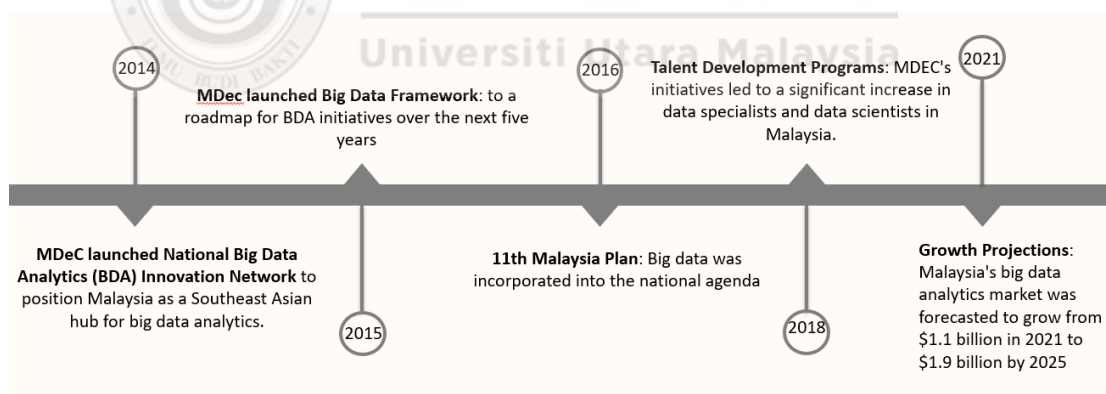 Universiti Utara Malaysia
BUDI BAKTI
2014
MDeC launched National Big Data
Analytics (BDA) Innovation Network to
position Malaysia as a Southeast Asian
hub for big data analytics.
MDec launched Big Data Framework: to a
roadmap for BDA initiatives over the next five
years
2015
2016
11th Malaysia Plan: Big data was
incorporated into the national agenda
Talent Development Programs: MDEC's
initiatives led to a significant increase in
data specialists and data scientists in
Malaysia.
2018
2021
Growth Projections:
Malaysia's big data
analytics market was
forecasted to grow from
$1.1 billion in 2021 to
$1.9 billion by 2025